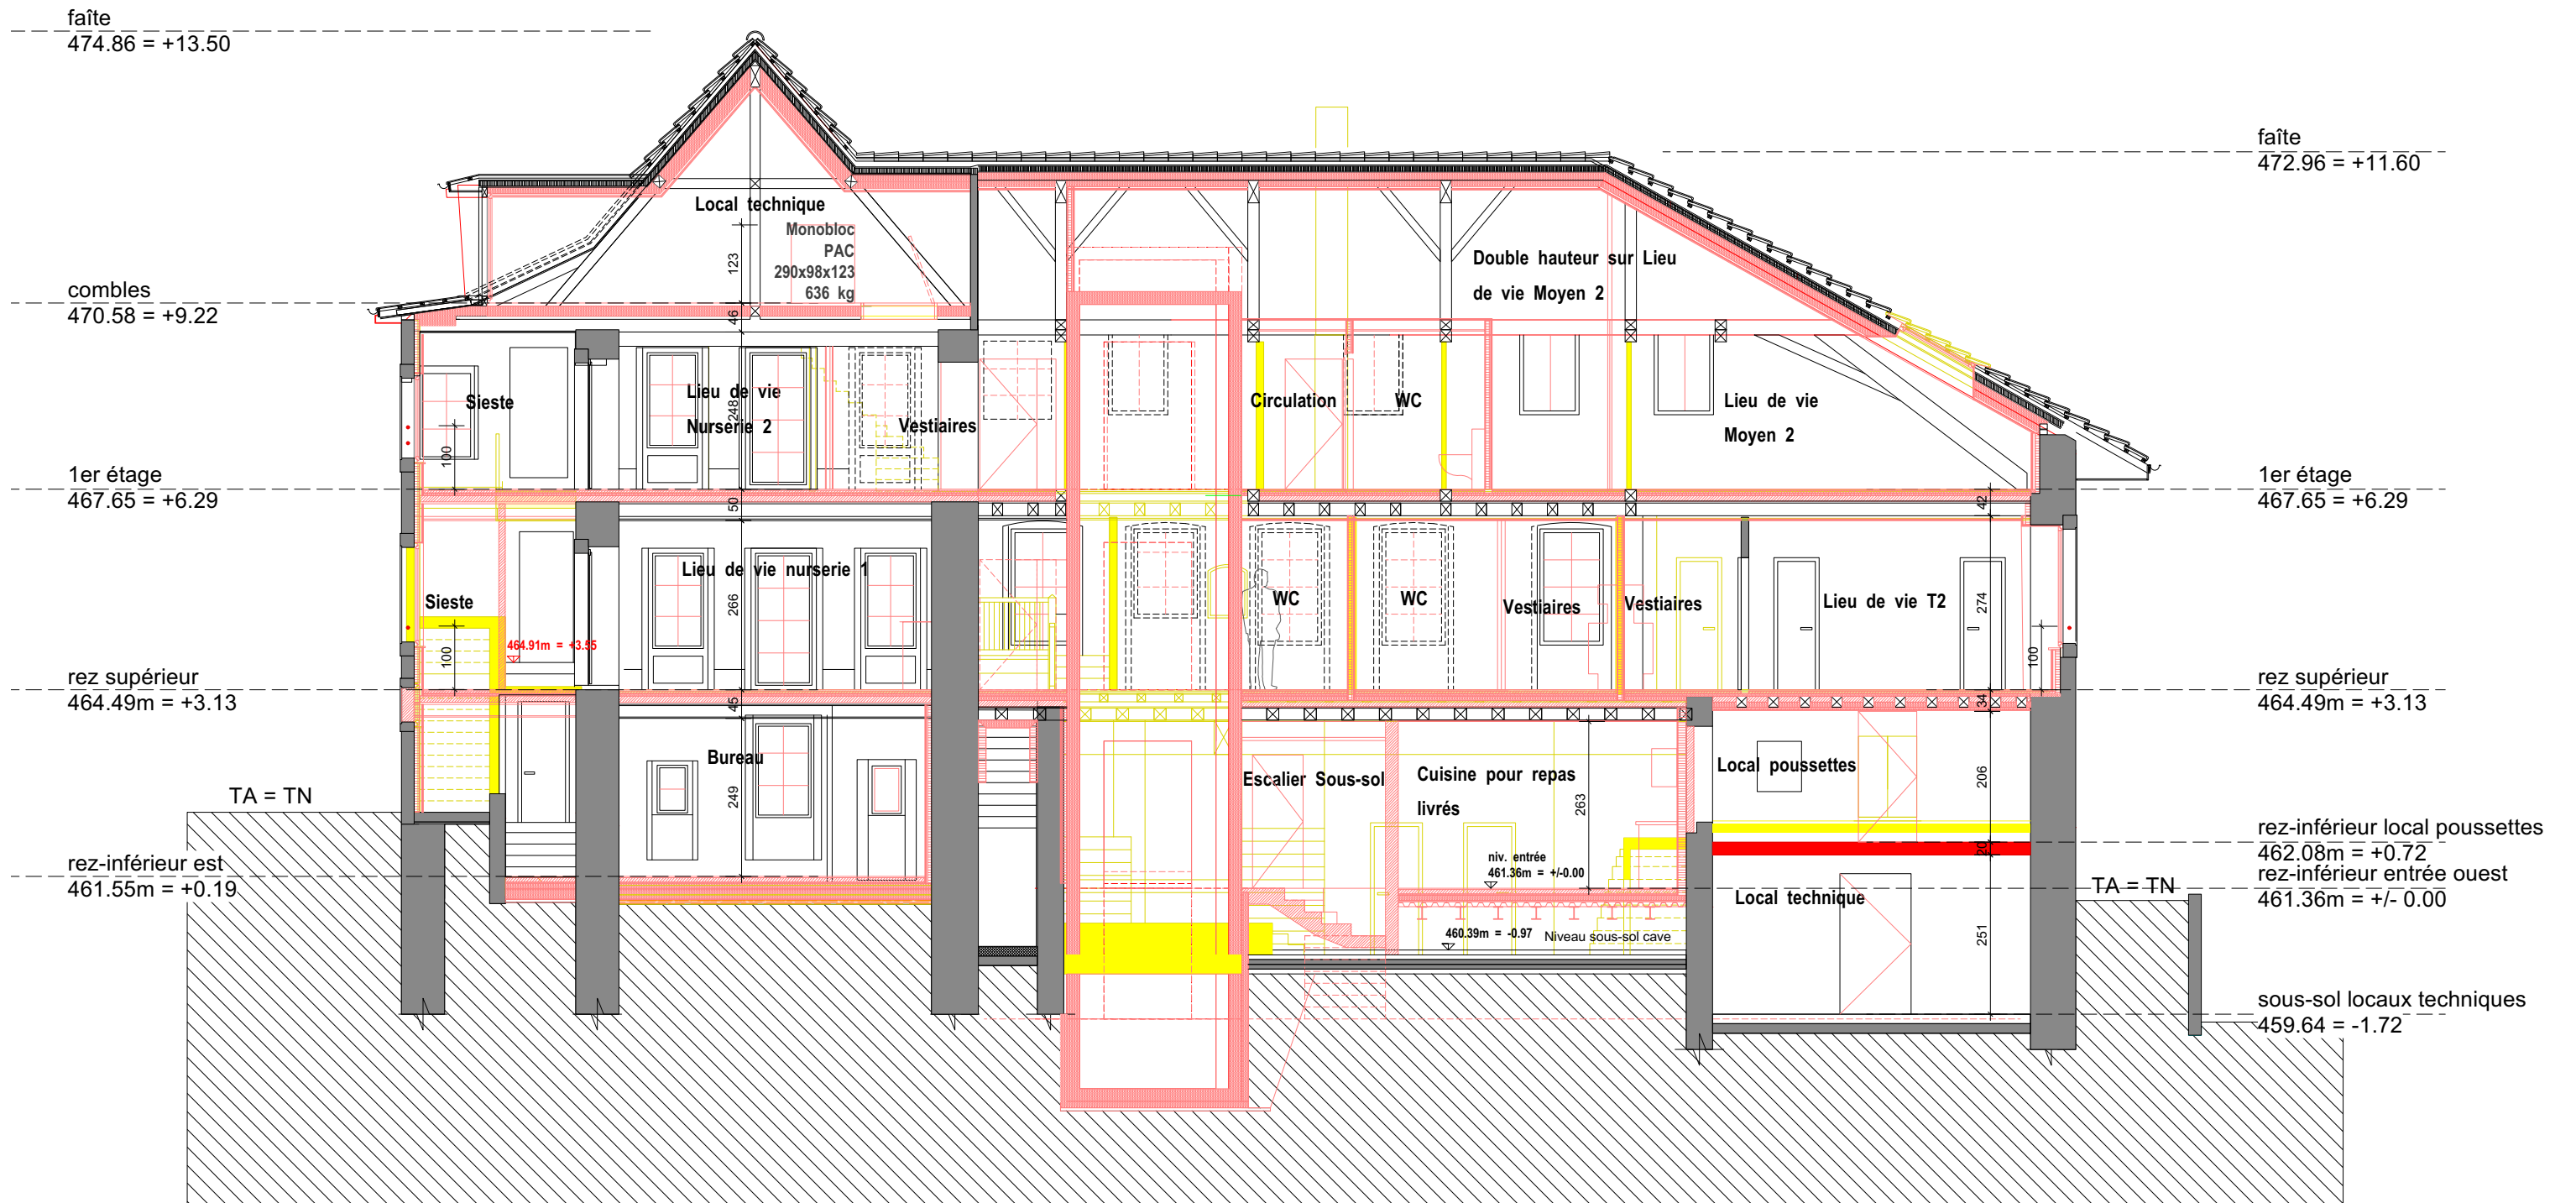 faîte
474.86 = +13.50
faîte
472.96 = +11.60
Local technique
Monobloc
PAC
290x98x123
636 kg
123
Double hauteur sur Lieu
de vie Moyen 2
combles
470.58 = +9.22
46
Sieste
Lieu de vie
Nurserie 2
248
Vestiaires
Circulation
WC
Lieu de vie
Moyen 2
100
1er étage
467.65 = +6.29
1er étage
467.65 = +6.29
50
42
Lieu de vie nurserie 1
Sieste
266
WC
WC
Vestiaires
Vestiaires
Lieu de vie T2
274
464.91m = +3.55
100
100
rez supérieur
464.49m = +3.13
rez supérieur
464.49m = +3.13
45
34
Bureau
249
Escalier Sous-sol
Cuisine pour repas
livrés
263
Local poussettes
206
TA = TN
rez-inférieur local poussettes
462.08m = +0.72
20
rez-inférieur est
461.55m = +0.19
niv. entrée
461.36m = +/-0.00
rez-inférieur entrée ouest
461.36m = +/- 0.00
TA = TN
Local technique
460.39m = -0.97
Niveau sous-sol cave
251
sous-sol locaux techniques
459.64 = -1.72